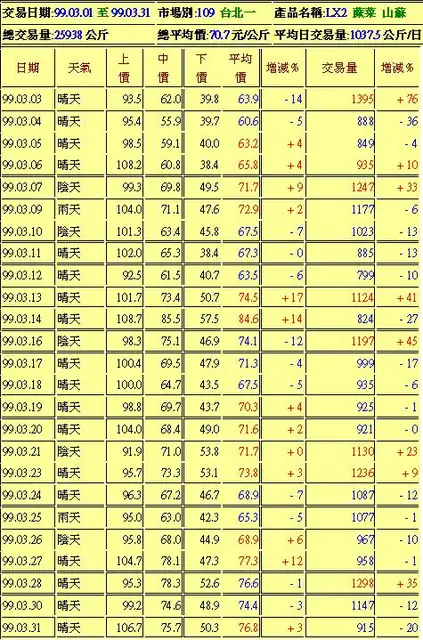 交易日期:99.03.01 至 99.03.31 市場別:109 台北一 產品名稱:LX2 蕨菜 山蘇
總交易量:25938 公斤 總平均價:70.7 元/公斤 平均日交易量:1037.5 公斤/日
日期 天氣 上價 中價 下價 平均價 增減% 交易量 增減%
99.03.03 晴天 93.5 62.0 39.8 63.9 - 14 1395 + 76
99.03.04 晴天 95.4 55.9 39.7 60.6 - 5 888 - 36
99.03.05 晴天 98.5 59.1 40.0 63.2 + 4 849 - 4
99.03.06 晴天 108.2 60.8 38.4 65.8 + 4 935 + 10
99.03.07 陰天 99.3 69.8 49.5 71.7 + 9 1247 + 33
99.03.09 雨天 104.0 71.1 47.6 72.9 + 2 1177 - 6
99.03.10 陰天 101.3 63.4 45.8 67.5 - 7 1023 - 13
99.03.11 晴天 102.0 65.3 38.4 67.3 - 0 885 - 13
99.03.12 晴天 92.5 61.5 40.7 63.5 - 6 799 - 10
99.03.13 晴天 101.7 73.4 50.7 74.5 + 17 1124 + 41
99.03.14 晴天 108.7 85.5 57.5 84.6 + 14 824 - 27
99.03.16 陰天 98.3 75.1 46.9 74.1 - 12 1197 + 45
99.03.17 晴天 100.4 69.5 47.9 71.3 - 4 999 - 17
99.03.18 晴天 100.0 64.7 43.5 67.5 - 5 935 - 6
99.03.19 晴天 98.8 69.7 43.7 70.3 + 4 925 - 1
99.03.20 晴天 104.0 68.4 49.0 71.6 + 2 921 - 0
99.03.21 陰天 91.9 71.0 53.8 71.7 + 0 1130 + 23
99.03.23 晴天 95.7 73.3 53.1 73.8 + 3 1236 + 9
99.03.24 晴天 96.3 67.2 46.7 68.9 - 7 1087 - 12
99.03.25 雨天 95.0 63.0 42.3 65.3 - 5 1077 - 1
99.03.26 陰天 95.8 68.0 44.9 68.9 + 6 967 - 10
99.03.27 晴天 104.7 78.1 47.3 77.3 + 12 958 - 1
99.03.28 晴天 95.3 78.3 52.6 76.6 - 1 1298 + 35
99.03.30 晴天 99.2 74.6 48.9 74.4 - 3 1147 - 12
99.03.31 晴天 106.7 75.7 50.3 76.8 + 3 915 - 20